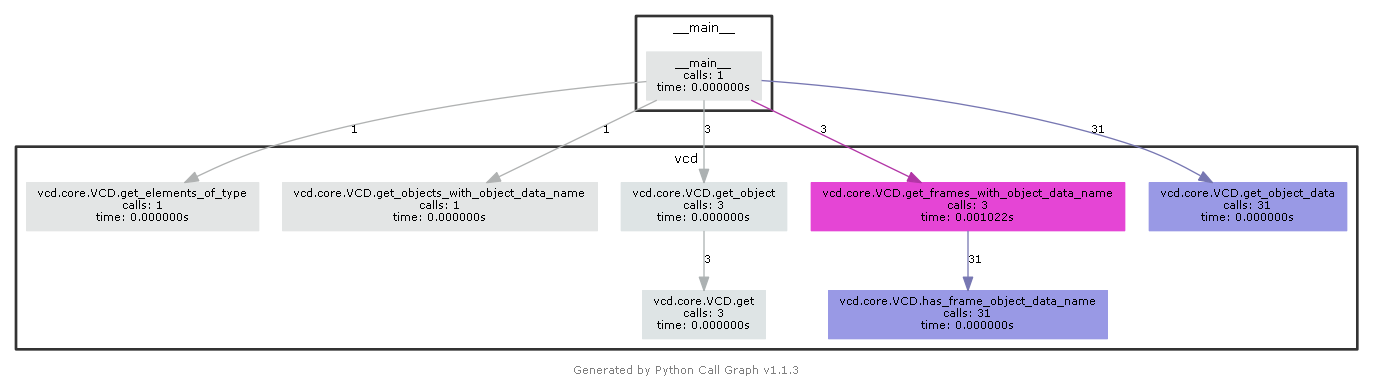 __main__
__main__
calls: 1
time: 0.000000s
1
1
3
3
31
vcd
vcd.core.VCD.get_elements_of_type
calls: 1
time: 0.000000s
vcd.core.VCD.get_objects_with_object_data_name
calls: 1
time: 0.000000s
vcd.core.VCD.get_object
calls: 3
time: 0.000000s
vcd.core.VCD.get_frames_with_object_data_name
calls: 3
time: 0.001022s
vcd.core.VCD.get_object_data
calls: 31
time: 0.000000s
3
31
vcd.core.VCD.get
calls: 3
time: 0.000000s
vcd.core.VCD.has_frame_object_data_name
calls: 31
time: 0.000000s
Generated by Python Call Graph v1.1.3